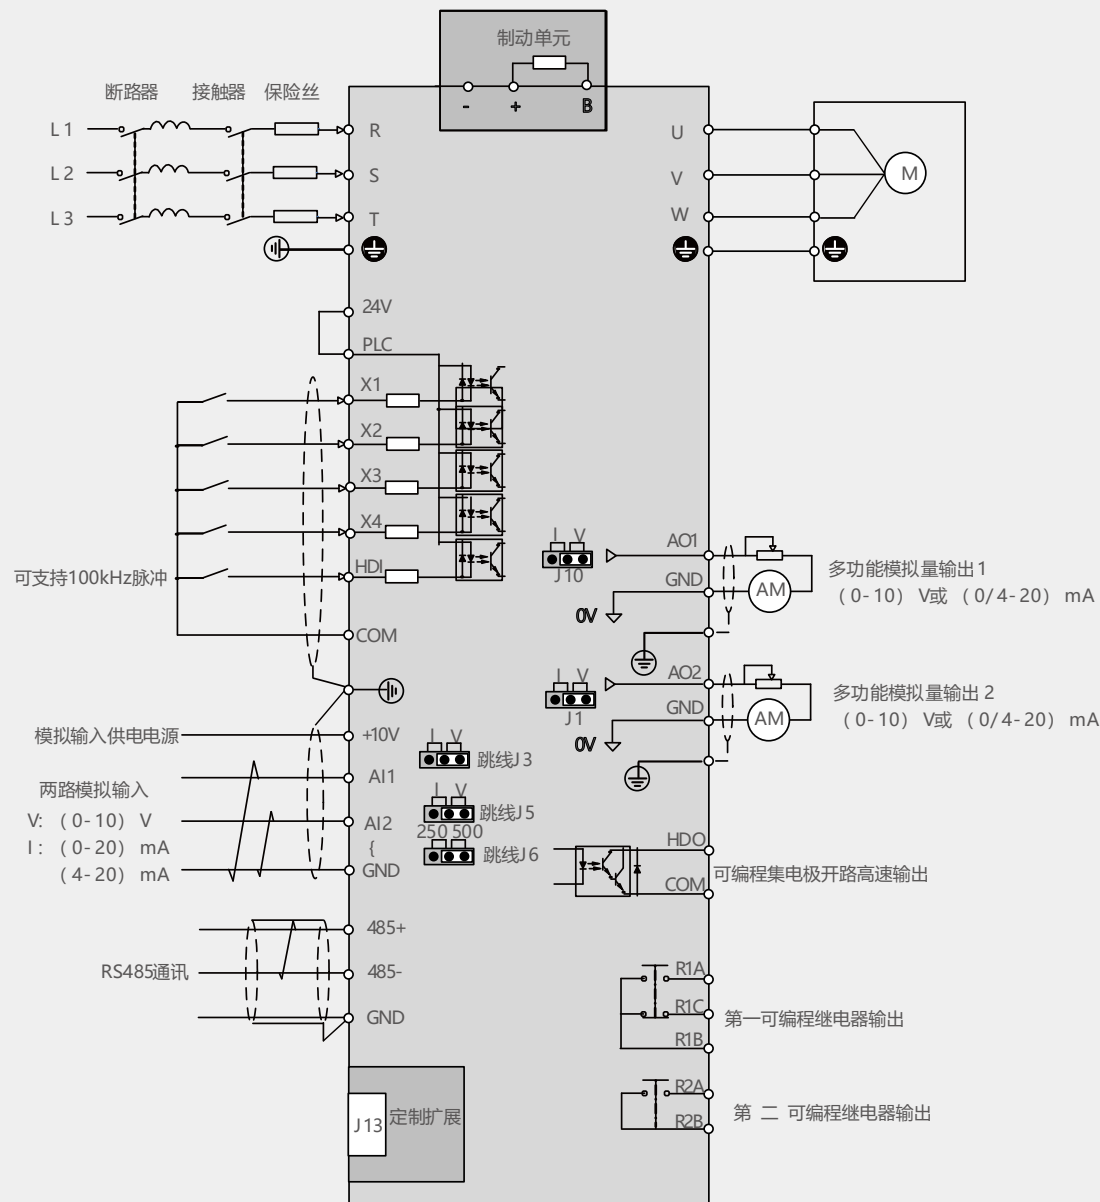 制动单元
- + B
断路器 接触器 保险丝
L1 R
L2 S
L3 T
U
V
W
M
24V
PLC
X1
X2
X3
X4
可支持100kHz脉冲
HDI
COM
I V
J10
AO1
GND
0V
AM
多功能模拟量输出1
(0-10) V或 (0/4-20) mA
I V
J1
AO2
GND
0V
AM
多功能模拟量输出 2
(0-10) V或 (0/4-20) mA
模拟输入供电电源
+10V
I V
跳线J3
两路模拟输入
V: (0-10) V
I: (0-20) mA
(4-20) mA
AI1
AI2
{
GND
I V
跳线J5
250 500
跳线J6
HDO
COM
可编程集电极开路高速输出
485+
RS485通讯
485-
GND
R1A
R1C
R1B
第一可编程继电器输出
R2A
R2B
第 二 可编程继电器输出
J13
定制扩展